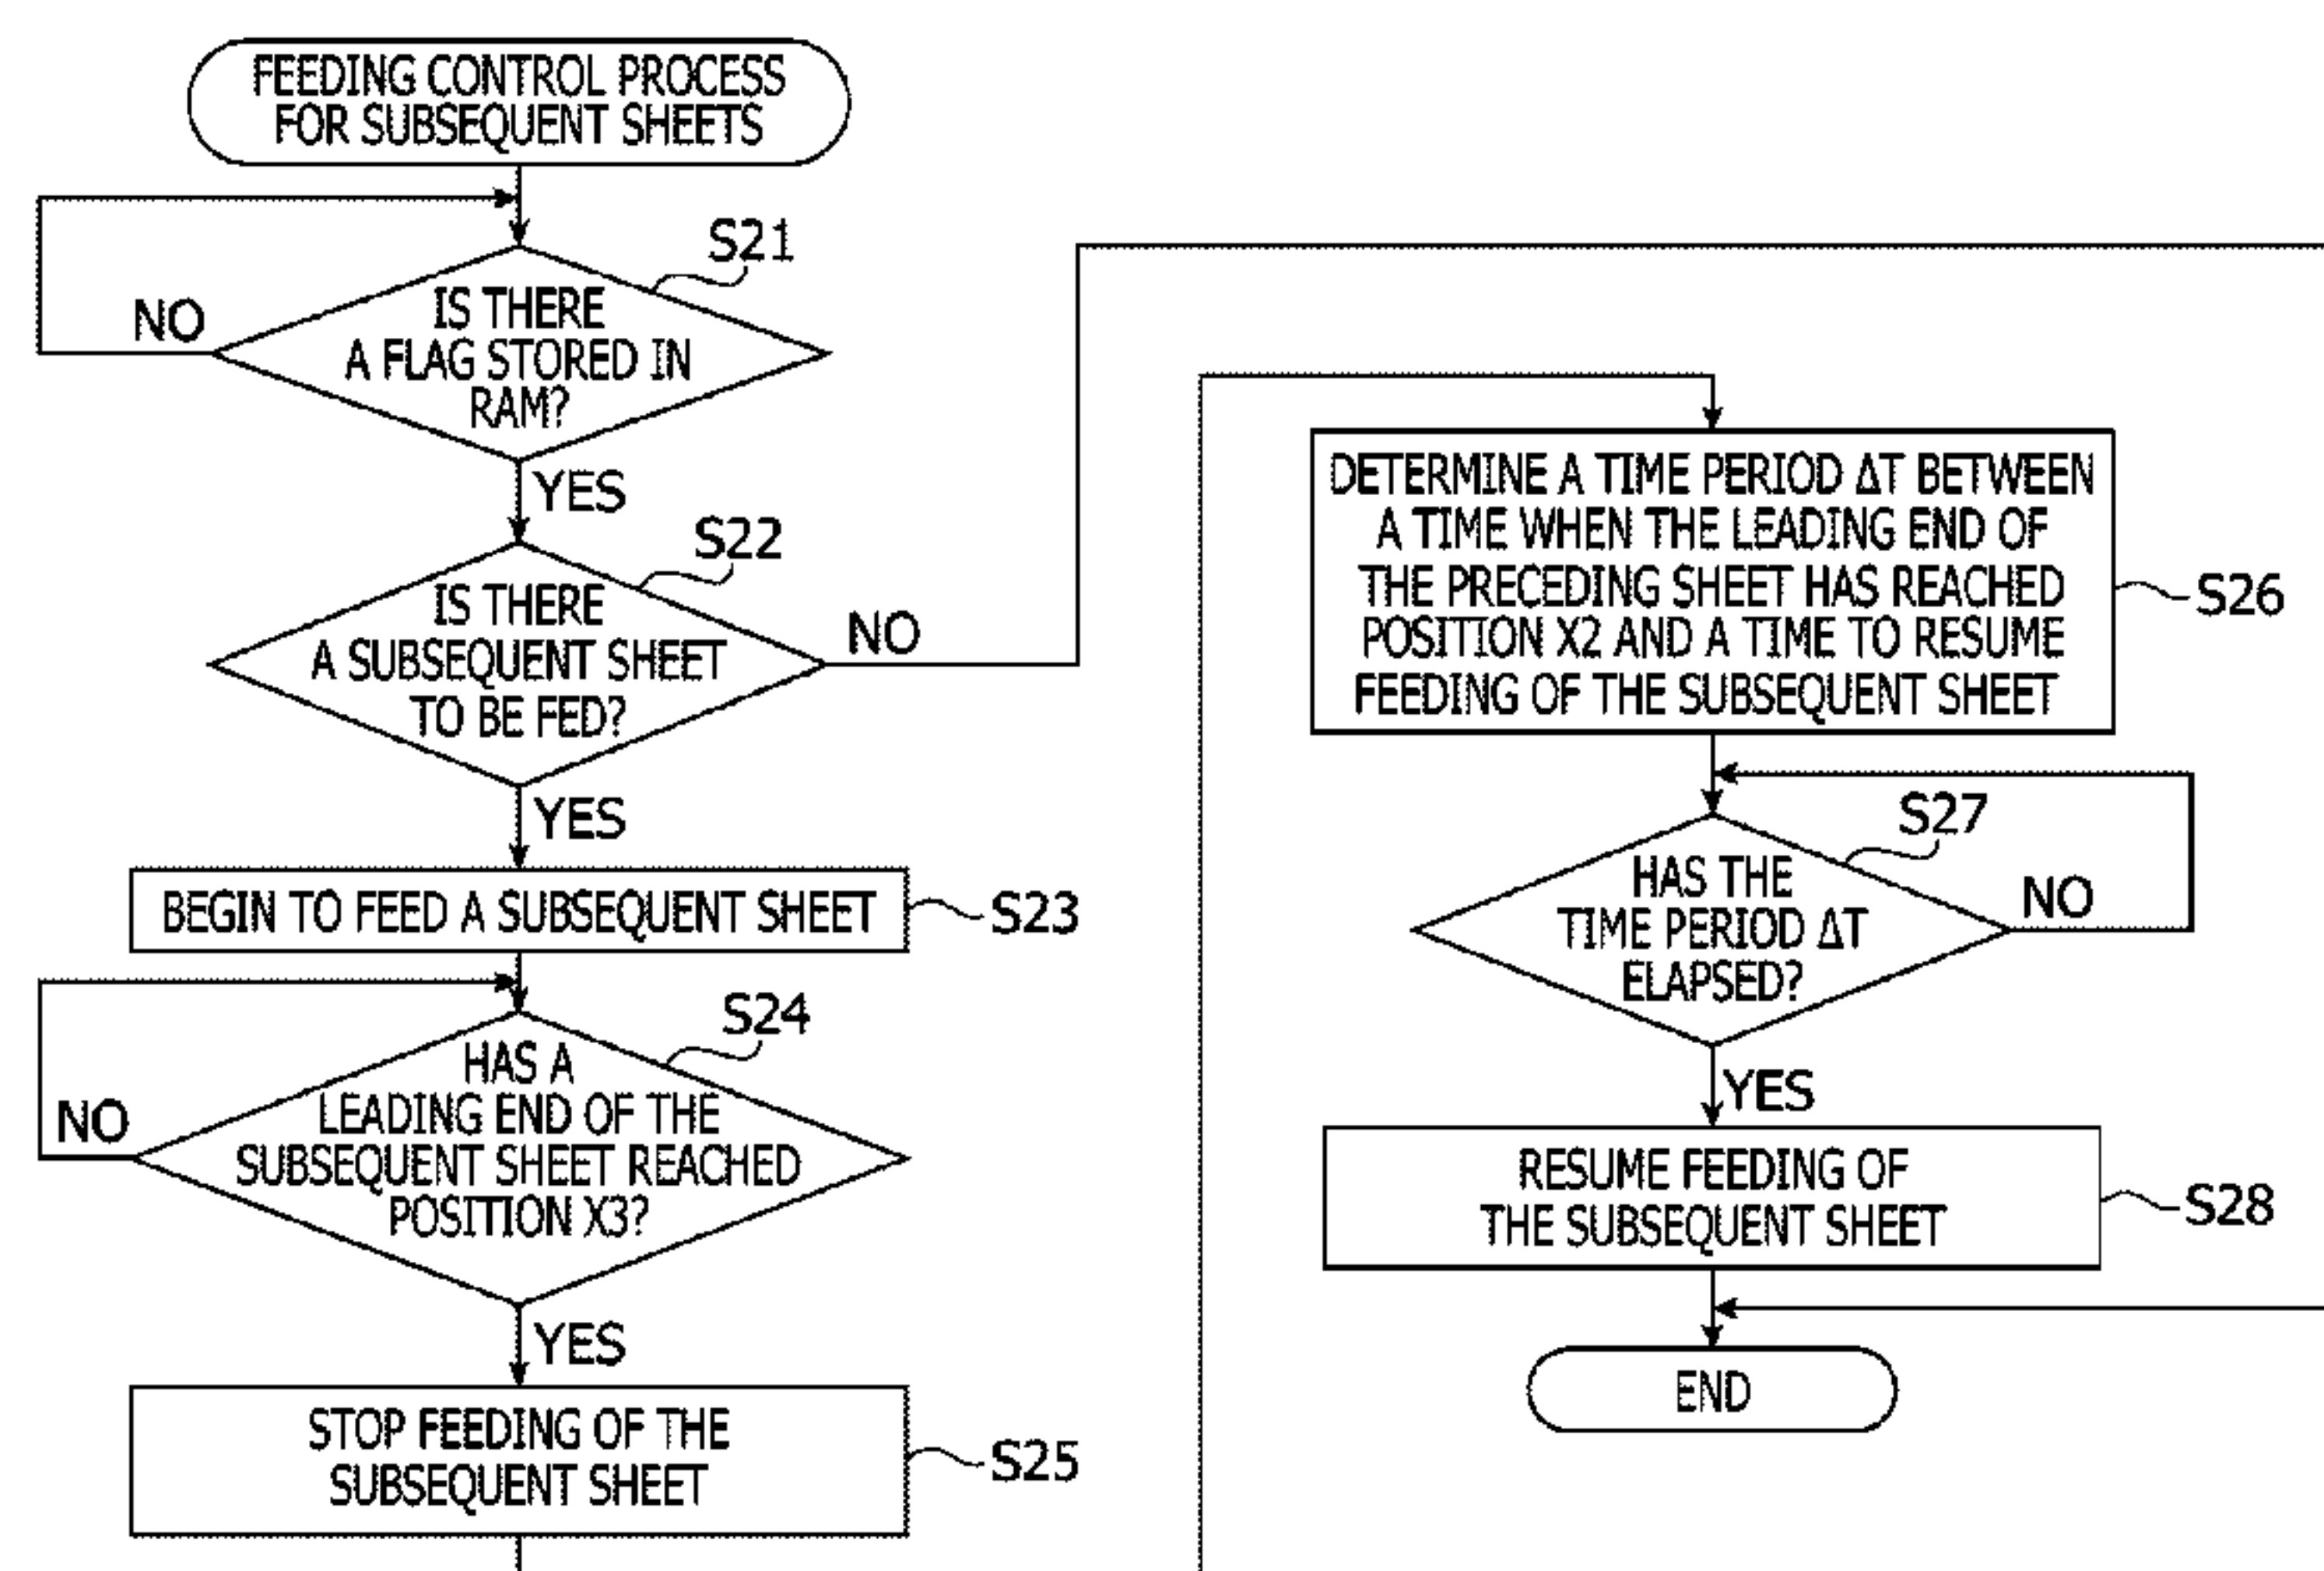 FEEDING CONTROL PROCESS
FOR SUBSEQUENT SHEETS
S21
IS THERE
A FLAG STORED IN
RAM?
NO
YES
S22
IS THERE
A SUBSEQUENT SHEET
TO BE FED?
NO
YES
BEGIN TO FEED A SUBSEQUENT SHEET
S23
S24
HAS A
LEADING END OF THE
SUBSEQUENT SHEET REACHED
POSITION X3?
NO
YES
STOP FEEDING OF THE
SUBSEQUENT SHEET
S25
DETERMINE A TIME PERIOD ΔT BETWEEN
A TIME WHEN THE LEADING END OF
THE PRECEDING SHEET HAS REACHED
POSITION X2 AND A TIME TO RESUME
FEEDING OF THE SUBSEQUENT SHEET
S26
S27
HAS THE
TIME PERIOD ΔT
ELAPSED?
NO
YES
RESUME FEEDING OF
THE SUBSEQUENT SHEET
S28
END